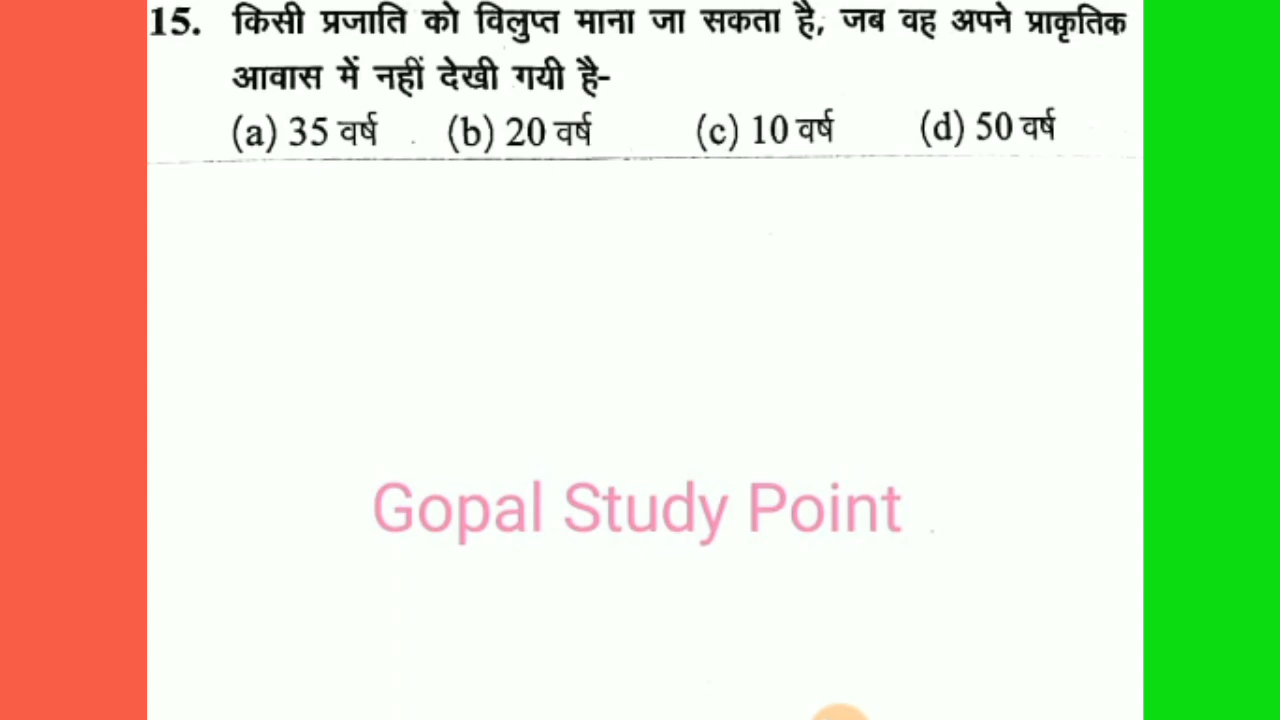 15. किसी प्रजाति को विलुप्त माना जा सकता है, जब वह अपने प्राकृतिक
आवास में नहीं देखी गयी है-
(a) 35 वर्ष (b) 20 वर्ष (c) 10 वर्ष (d) 50 वर्ष
Gopal Study Point